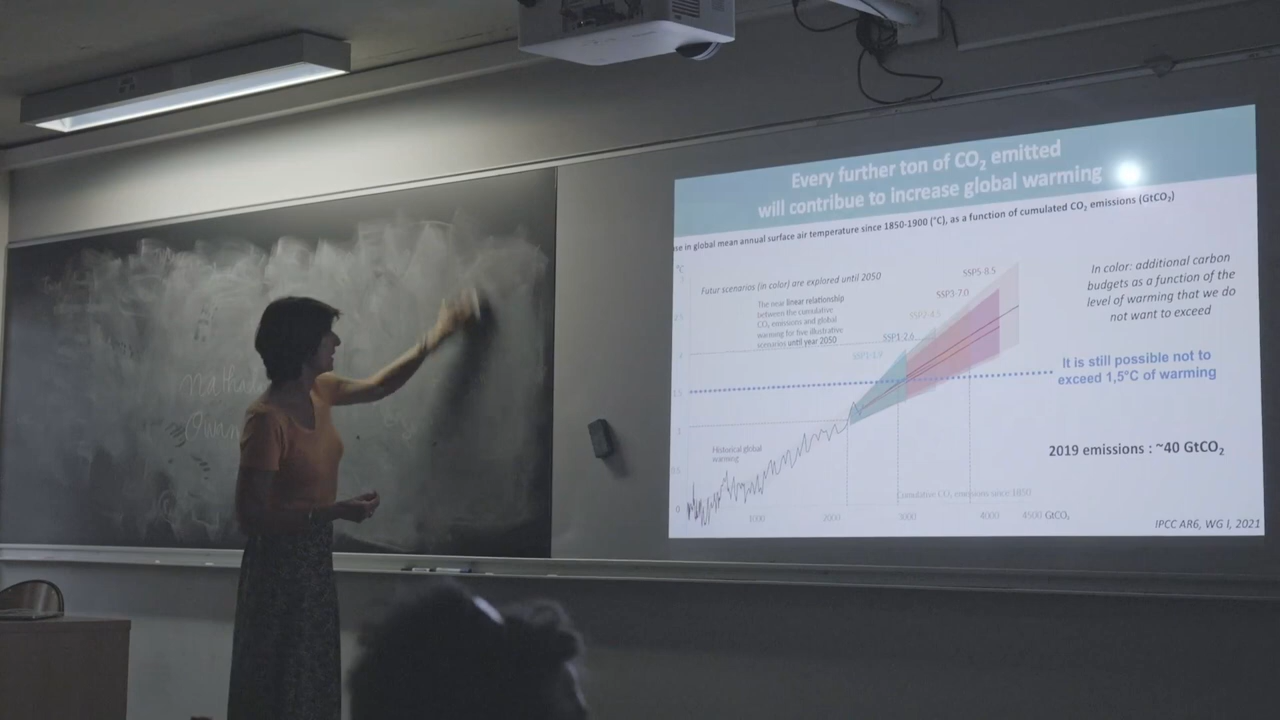 Every further ton of CO₂ emitted
will contribue to increase global warming
se in global mean annual surface air temperature since 1850-1900 (°C), as a function of cumulated CO₂ emissions (GtCO₂)
°C
Futur scenarios (in color) are explored until 2050
The near linear relationship
between the cumulative
CO₂ emissions and global
warming for five illustrative
scenarios until year 2050
SSP5-8.5
SSP3-7.0
SSP1-2.6
SSP1-1.9
In color: additional carbon
budgets as a function of the
level of warming that we do
not want to exceed
It is still possible not to
exceed 1,5°C of warming
1.5
1
0.5
0
Historical global
warming
2019 emissions : ~40 GtCO₂
Cumulative CO₂ emissions since 1850
1000 2000 3000 4000 4500 GtCO₂
IPCC AR6, WG I, 2021